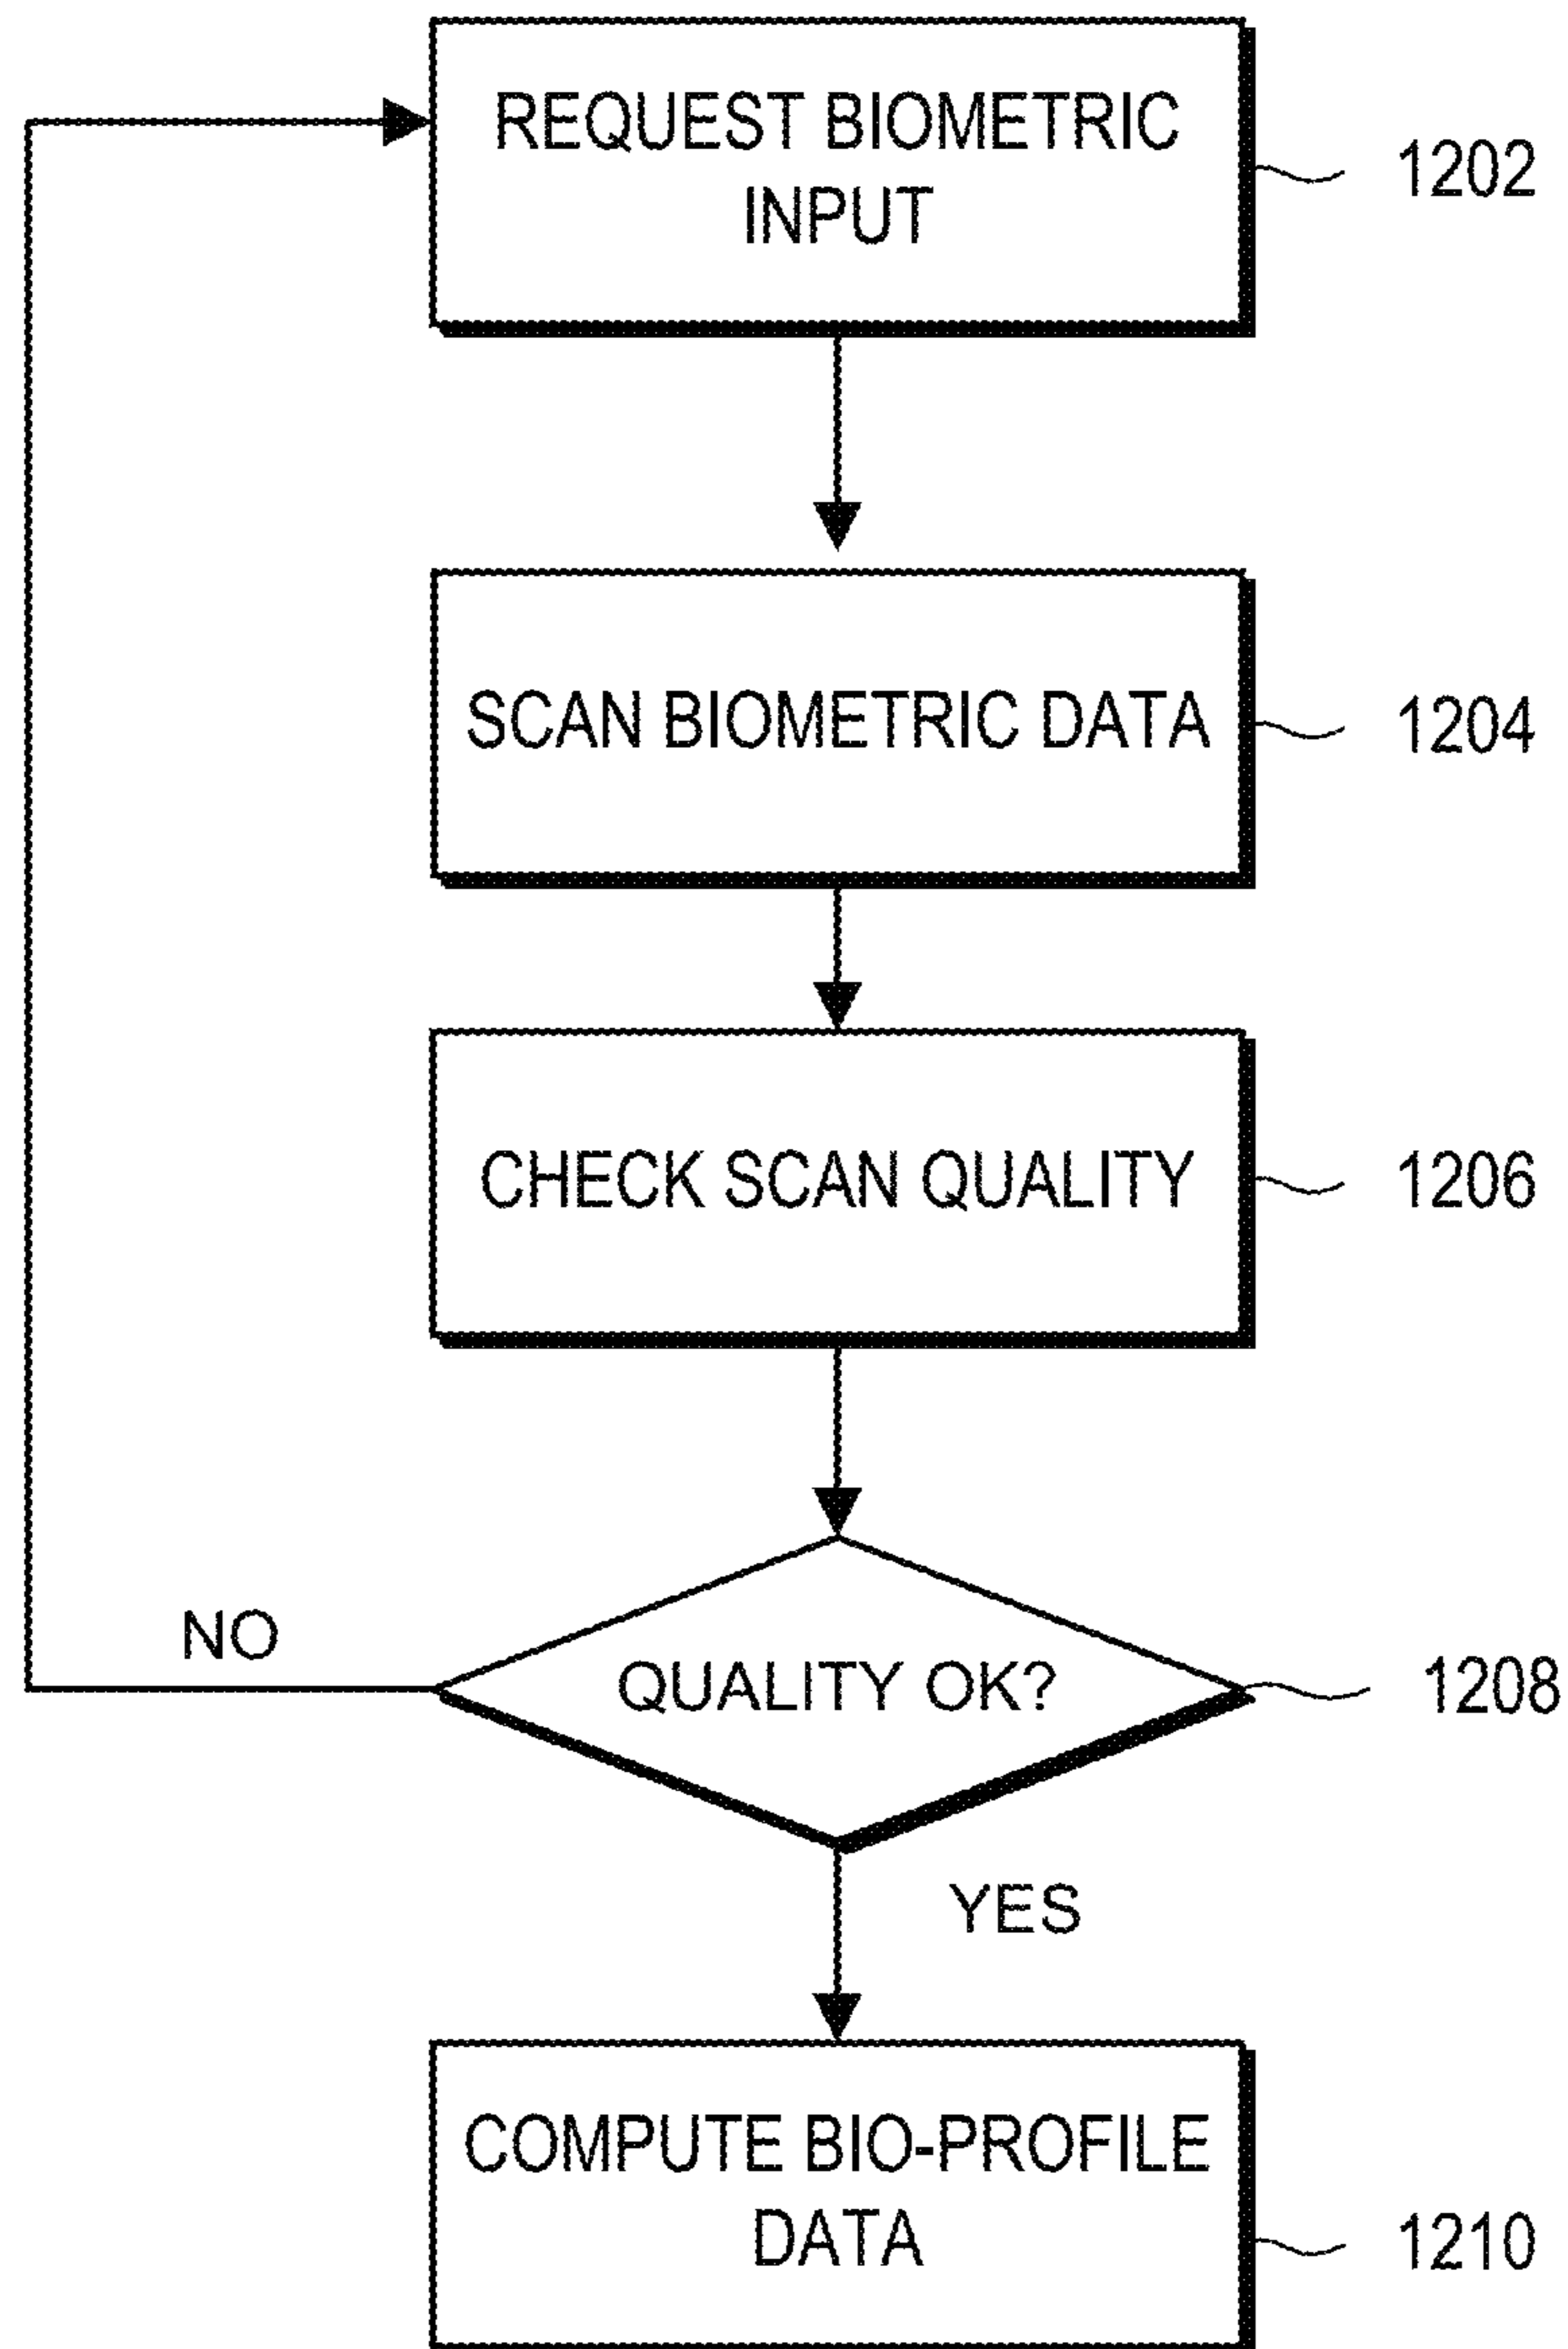 REQUEST BIOMETRIC
INPUT
1202
SCAN BIOMETRIC DATA
1204
CHECK SCAN QUALITY
1206
NO
QUALITY OK?
1208
YES
COMPUTE BIO-PROFILE
DATA
1210